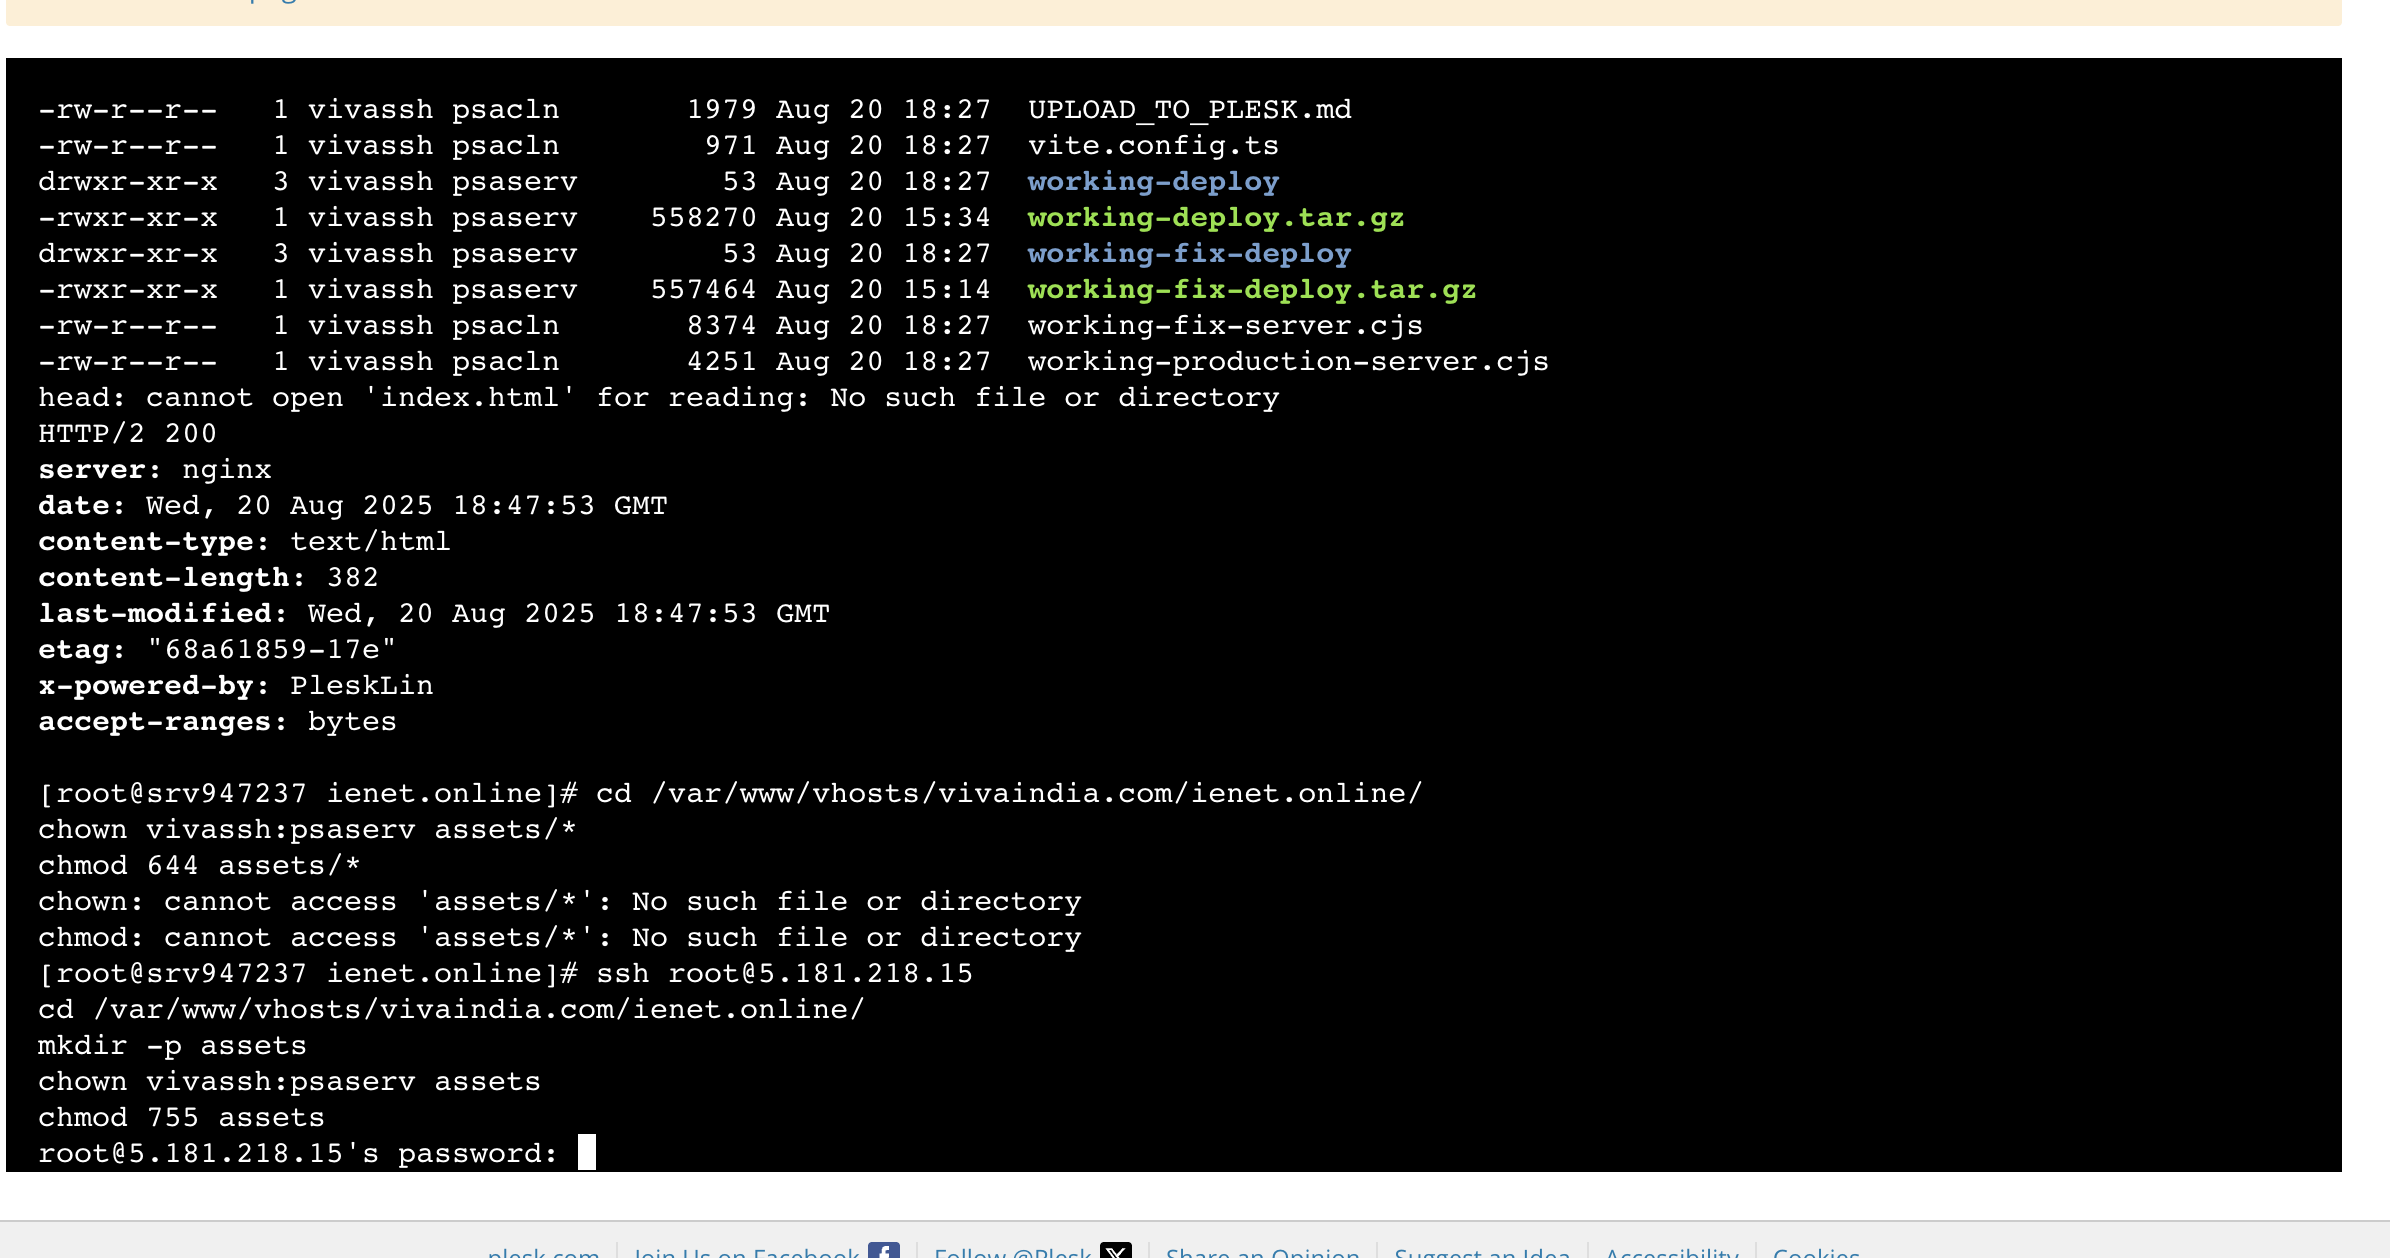 -rw-r--r--   1 vivassh psacln       1979 Aug 20 18:27  UPLOAD_TO_PLESK.md
-rw-r--r--   1 vivassh psacln        971 Aug 20 18:27  vite.config.ts
drwxr-xr-x   3 vivassh psaserv        53 Aug 20 18:27  working-deploy
-rwxr-xr-x   1 vivassh psaserv    558270 Aug 20 15:34  working-deploy.tar.gz
drwxr-xr-x   3 vivassh psaserv        53 Aug 20 18:27  working-fix-deploy
-rwxr-xr-x   1 vivassh psaserv    557464 Aug 20 15:14  working-fix-deploy.tar.gz
-rw-r--r--   1 vivassh psacln       8374 Aug 20 18:27  working-fix-server.cjs
-rw-r--r--   1 vivassh psacln       4251 Aug 20 18:27  working-production-server.cjs
head: cannot open 'index.html' for reading: No such file or directory
HTTP/2 200
server: nginx
date: Wed, 20 Aug 2025 18:47:53 GMT
content-type: text/html
content-length: 382
last-modified: Wed, 20 Aug 2025 18:47:53 GMT
etag: "68a61859-17e"
x-powered-by: PleskLin
accept-ranges: bytes
[root@srv947237 ienet.online]# cd /var/www/vhosts/vivaindia.com/ienet.online/
chown vivassh:psaserv assets/*
chmod 644 assets/*
chown: cannot access 'assets/*': No such file or directory
chmod: cannot access 'assets/*': No such file or directory
[root@srv947237 ienet.online]# ssh root@5.181.218.15
cd /var/www/vhosts/vivaindia.com/ienet.online/
mkdir -p assets
chown vivassh:psaserv assets
chmod 755 assets
root@5.181.218.15's password:
plesk.com Join Us on Facebook Follow @Plesk Share an Opinion Suggest an Idea Accessibility Cookies